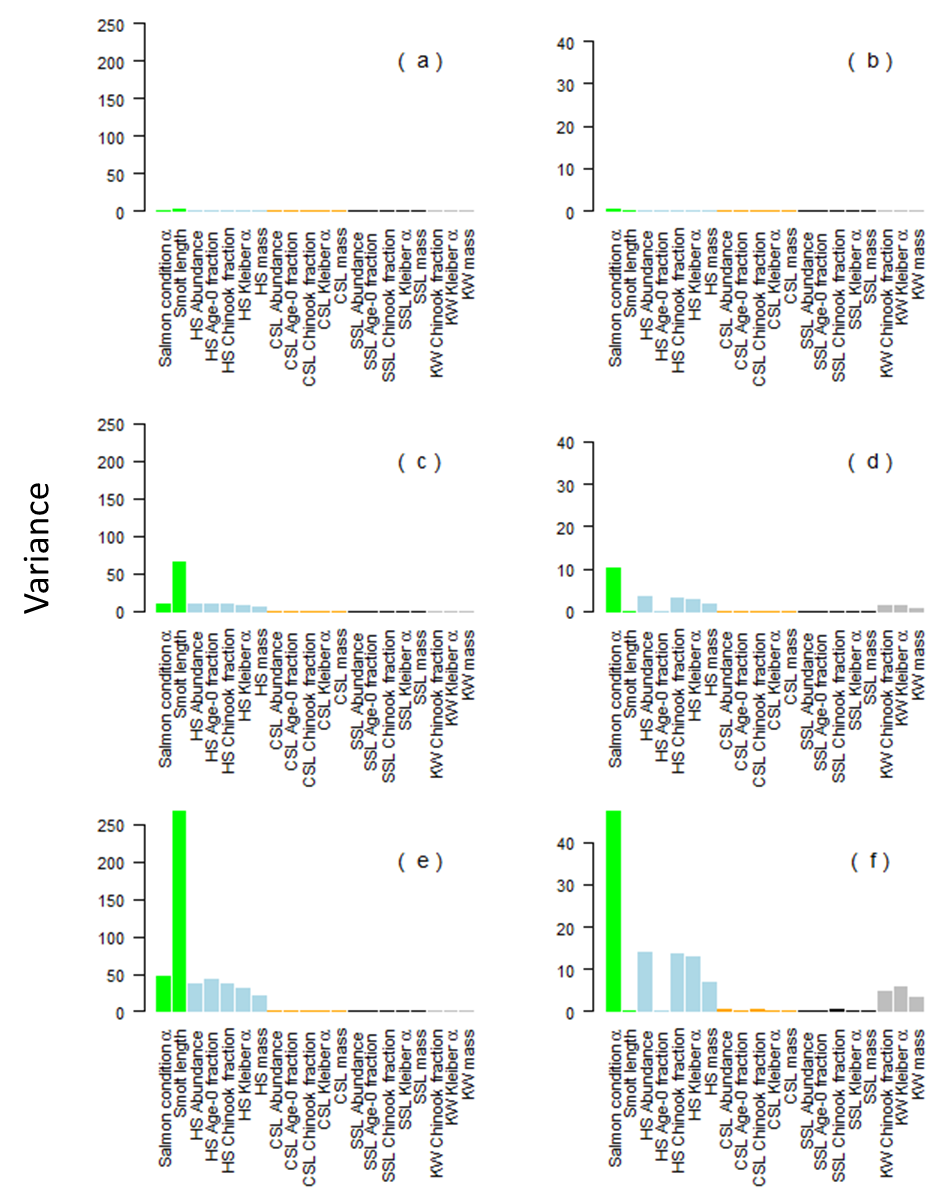 Variance
250
200
150
100
50
0
( a )
Salmon condition α
Smolt length
HS Abundance
HS Age-0 fraction
HS Chinook fraction
HS Kleiber α
HS mass
CSL Abundance
CSL Age-0 fraction
CSL Chinook fraction
CSL Kleiber α
CSL mass
SSL Abundance
SSL Age-0 fraction
SSL Chinook fraction
SSL Kleiber α
SSL mass
KW Chinook fraction
KW Kleiber α
KW mass
40
30
20
10
0
( b )
Salmon condition α
Smolt length
HS Abundance
HS Age-0 fraction
HS Chinook fraction
HS Kleiber α
HS mass
CSL Abundance
CSL Age-0 fraction
CSL Chinook fraction
CSL Kleiber α
CSL mass
SSL Abundance
SSL Age-0 fraction
SSL Chinook fraction
SSL Kleiber α
SSL mass
KW Chinook fraction
KW Kleiber α
KW mass
250
200
150
100
50
0
( c )
Salmon condition α
Smolt length
HS Abundance
HS Age-0 fraction
HS Chinook fraction
HS Kleiber α
HS mass
CSL Abundance
CSL Age-0 fraction
CSL Chinook fraction
CSL Kleiber α
CSL mass
SSL Abundance
SSL Age-0 fraction
SSL Chinook fraction
SSL Kleiber α
SSL mass
KW Chinook fraction
KW Kleiber α
KW mass
40
30
20
10
0
( d )
Salmon condition α
Smolt length
HS Abundance
HS Age-0 fraction
HS Chinook fraction
HS Kleiber α
HS mass
CSL Abundance
CSL Age-0 fraction
CSL Chinook fraction
CSL Kleiber α
CSL mass
SSL Abundance
SSL Age-0 fraction
SSL Chinook fraction
SSL Kleiber α
SSL mass
KW Chinook fraction
KW Kleiber α
KW mass
250
200
150
100
50
0
( e )
Salmon condition α
Smolt length
HS Abundance
HS Age-0 fraction
HS Chinook fraction
HS Kleiber α
HS mass
CSL Abundance
CSL Age-0 fraction
CSL Chinook fraction
CSL Kleiber α
CSL mass
SSL Abundance
SSL Age-0 fraction
SSL Chinook fraction
SSL Kleiber α
SSL mass
KW Chinook fraction
KW Kleiber α
KW mass
40
30
20
10
0
( f )
Salmon condition α
Smolt length
HS Abundance
HS Age-0 fraction
HS Chinook fraction
HS Kleiber α
HS mass
CSL Abundance
CSL Age-0 fraction
CSL Chinook fraction
CSL Kleiber α
CSL mass
SSL Abundance
SSL Age-0 fraction
SSL Chinook fraction
SSL Kleiber α
SSL mass
KW Chinook fraction
KW Kleiber α
KW mass